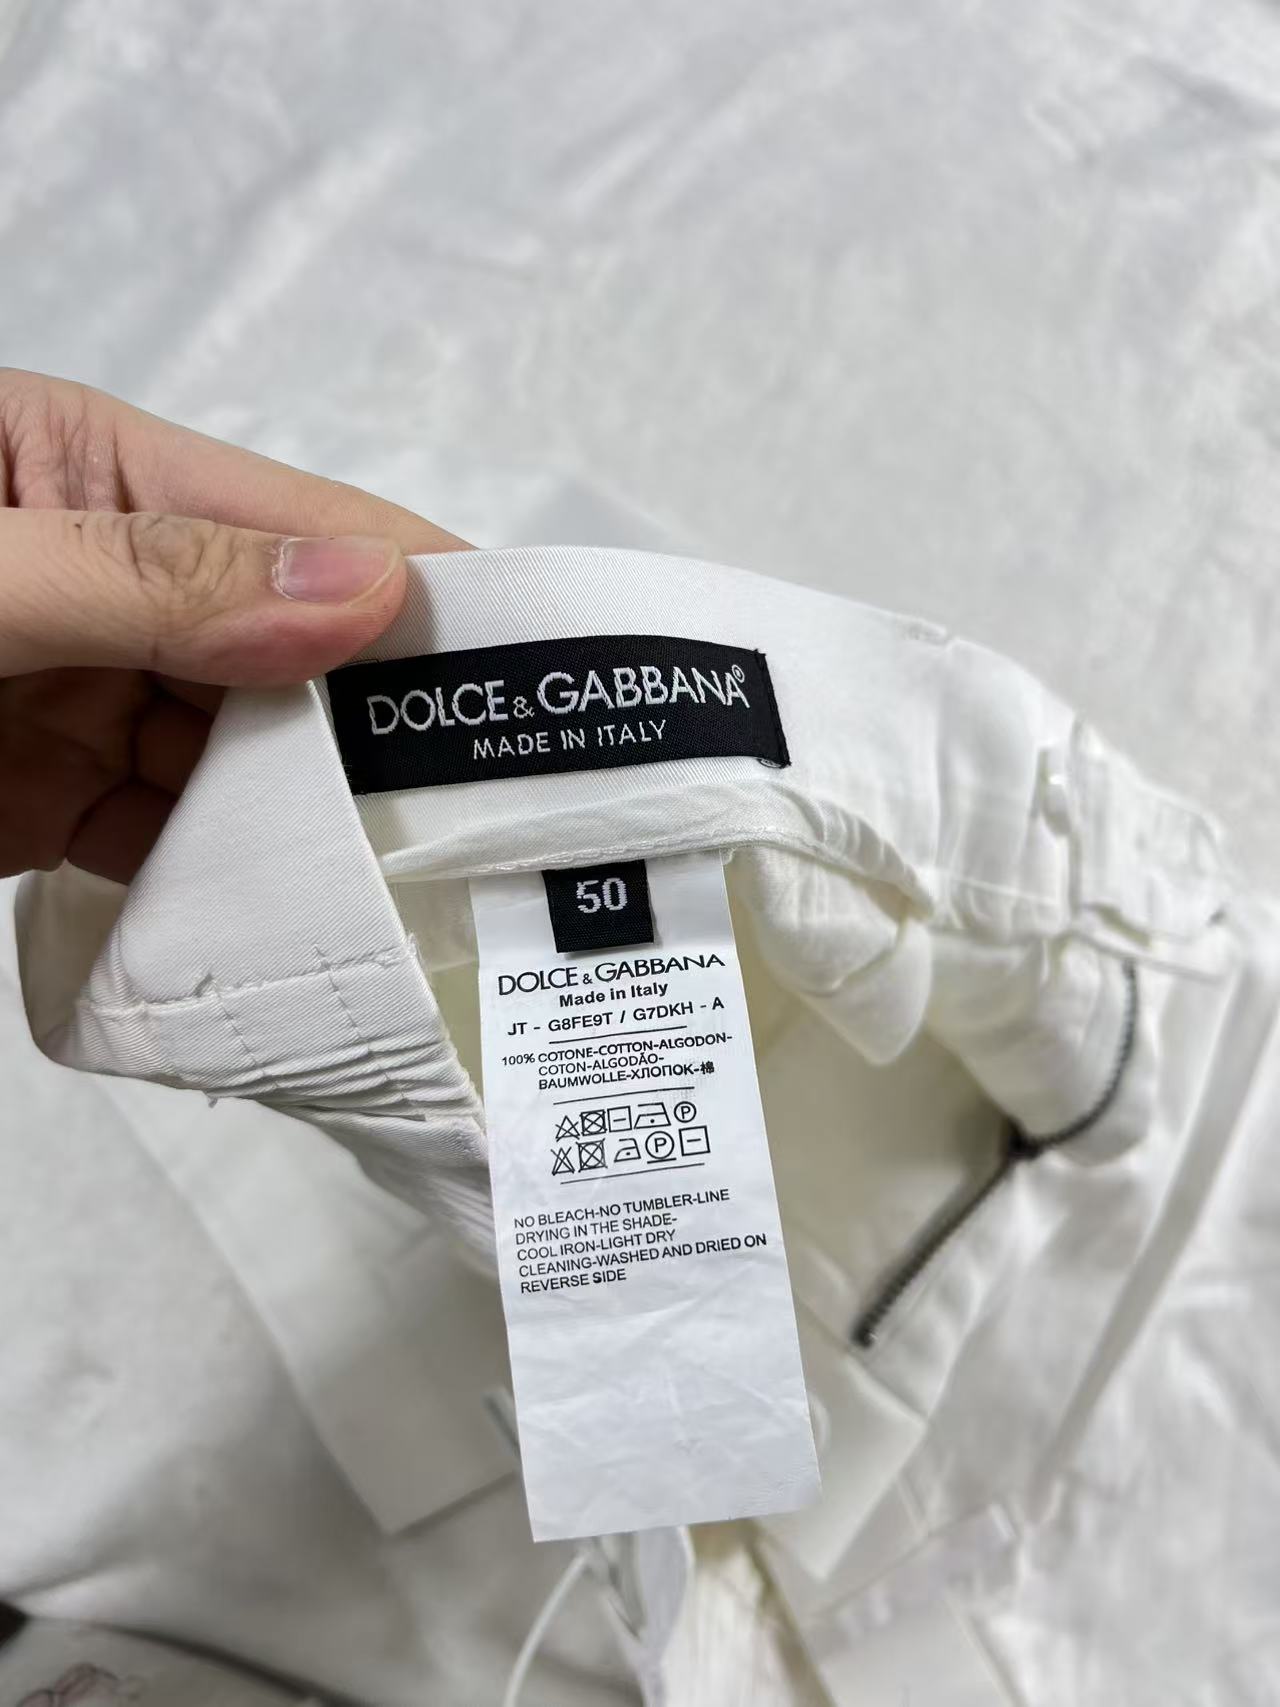 DOLCE & GABBANA®
MADE IN ITALY
50
DOLCE & GABBANA
Made in Italy
JT - G8FE9T / G7DKH - A
100% COTONE-COTTON-ALGODON-
COTON-ALGODÃO-
BAUMWOLLE-ХЛОПОК-棉
P
P
NO BLEACH-NO TUMBLER-LINE
DRYING IN THE SHADE-
COOL IRON-LIGHT DRY
CLEANING-WASHED AND DRIED ON
REVERSE SIDE